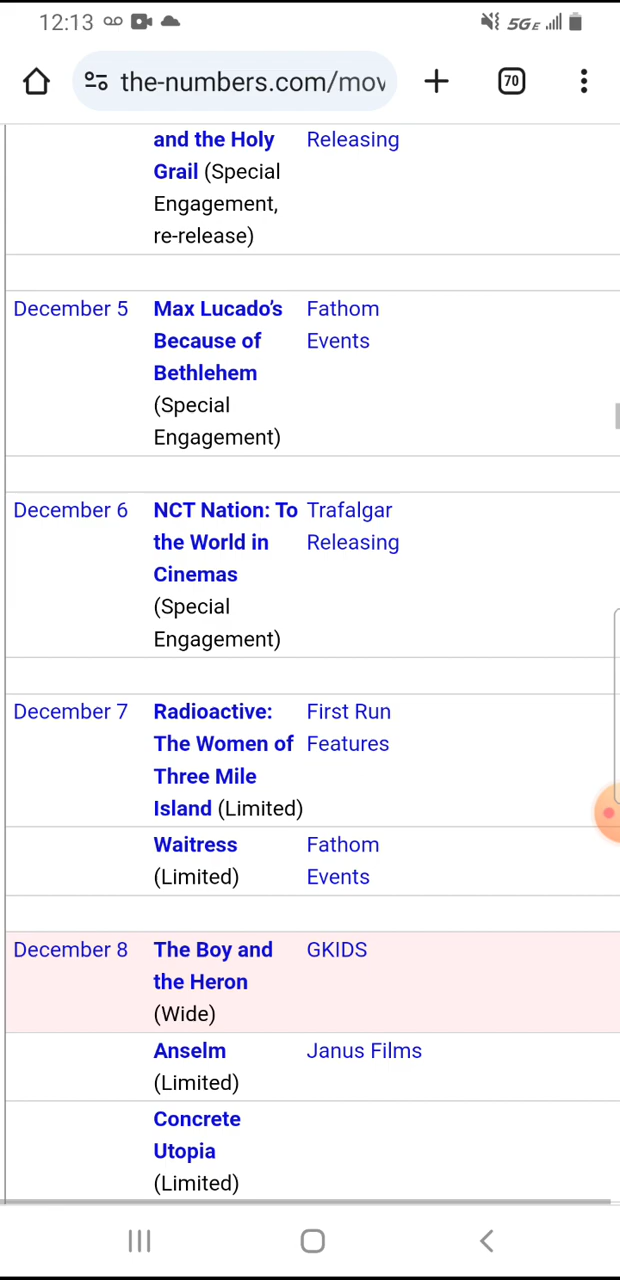 12:13 5GE
the-numbers.com/mov 70
and the Holy Releasing
Grail (Special
Engagement,
re-release)
December 5 Max Lucado's Fathom
Because of Events
Bethlehem
(Special
Engagement)
December 6 NCT Nation: To Trafalgar
the World in Releasing
Cinemas
(Special
Engagement)
December 7 Radioactive: First Run
The Women of Features
Three Mile
Island (Limited)
Waitress Fathom
(Limited) Events
December 8 The Boy and GKIDS
the Heron
(Wide)
Anselm Janus Films
(Limited)
Concrete
Utopia
(Limited)